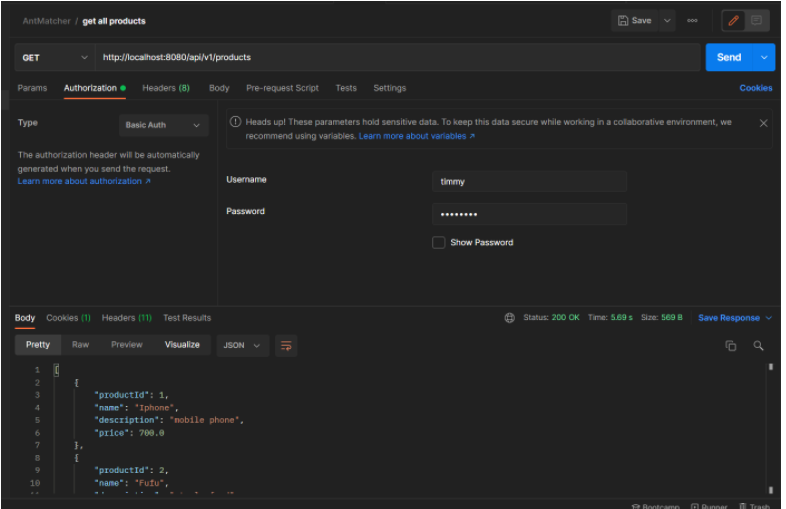 AntMatcher / get all products
Save
GET http://localhost:8080/api/v1/products Send
Params Authorization Headers (8) Body Pre-request Script Tests Settings Cookies
Type Basic Auth
The authorization header will be automatically
generated when you send the request.
Learn more about authorization ↗
Heads up! These parameters hold sensitive data. To keep this data secure while working in a collaborative environment, we
recommend using variables. Learn more about variables ↗
Username timmy
Password ••••••••
Show Password
Body Cookies (1) Headers (11) Test Results Status: 200 OK Time: 5.69 s Size: 569 B Save Response
Pretty Raw Preview Visualize JSON
1 [
2 {
3 "productId": 1,
4 "name": "Iphone",
5 "description": "mobile phone",
6 "price": 700.0
7 },
8 {
9 "productId": 2,
10 "name": "Fufu",
Bootcamp Runner Trash